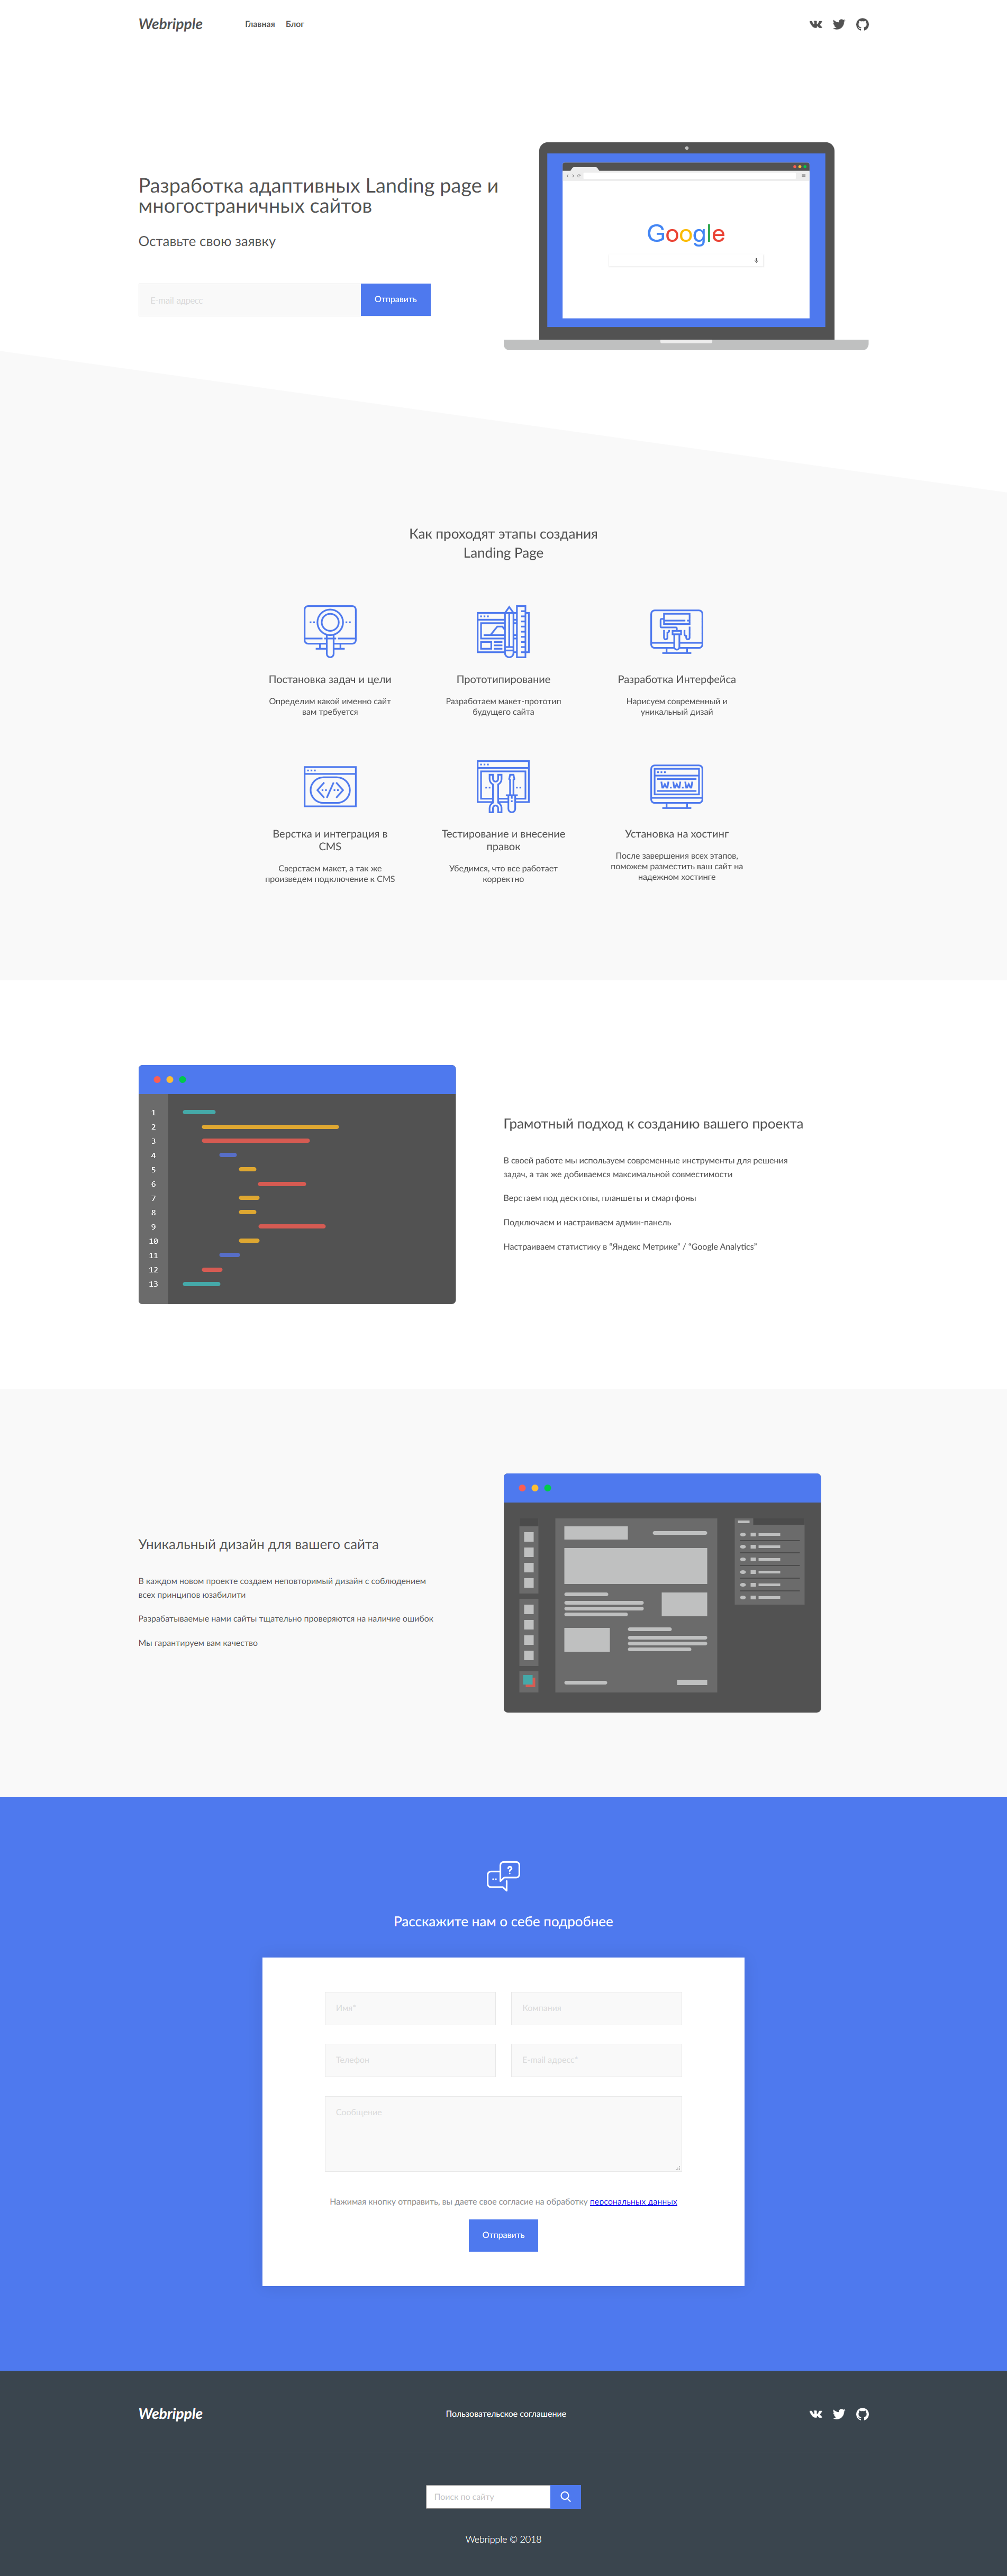 Webripple
Главная Блог
Разработка адаптивных Landing page и
многостраничных сайтов
Оставьте свою заявку
E-mail адресс
Отправить
Google
Как проходят этапы создания
Landing Page
Постановка задач и цели
Определим какой именно сайт
вам требуется
Прототипирование
Разработаем макет-прототип
будущего сайта
Разработка Интерфейса
Нарисуем современный и
уникальный дизай
Верстка и интеграция в
CMS
Сверстаем макет, а так же
произведем подключение к CMS
Тестирование и внесение
правок
Убедимся, что все работает
корректно
W.W.W
Установка на хостинг
После завершения всех этапов,
поможем разместить ваш сайт на
надежном хостинге
1
2
3
4
5
6
7
8
9
10
11
12
13
Грамотный подход к созданию вашего проекта
В своей работе мы используем современные инструменты для решения
задач, а так же добиваемся максимальной совместимости
Верстаем под десктопы, планшеты и смартфоны
Подключаем и настраиваем админ-панель
Настраиваем статистику в "Яндекс Метрике" / "Google Analytics"
Уникальный дизайн для вашего сайта
В каждом новом проекте создаем неповторимый дизайн с соблюдением
всех принципов юзабилити
Разрабатываемые нами сайты тщательно проверяются на наличие ошибок
Мы гарантируем вам качество
?
Расскажите нам о себе подробнее
Имя*
Компания
Телефон
E-mail адресс*
Сообщение
Нажимая кнопку отправить, вы даете свое согласие на обработку персональных данных
Отправить
Webripple
Пользовательское соглашение
Поиск по сайту
Webripple © 2018